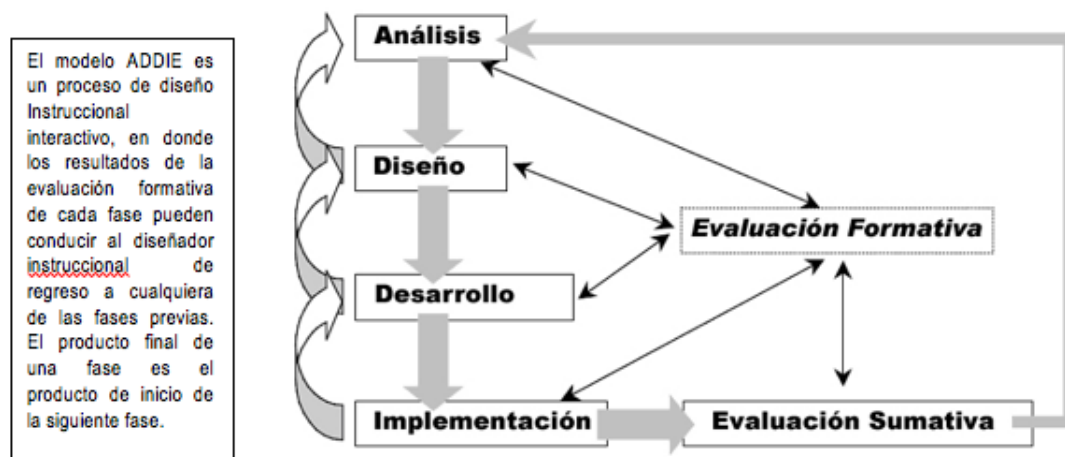 El modelo ADDIE es
un proceso de diseño
Instruccional
interactivo, en donde
los resultados de la
evaluación formativa
de cada fase pueden
conducir al diseñador
instruccional de
regreso a cualquiera
de las fases previas.
El producto final de
una fase es el
producto de inicio de
la siguiente fase.
Análisis
Diseño
Evaluación Formativa
Desarrollo
Implementación
Evaluación Sumativa